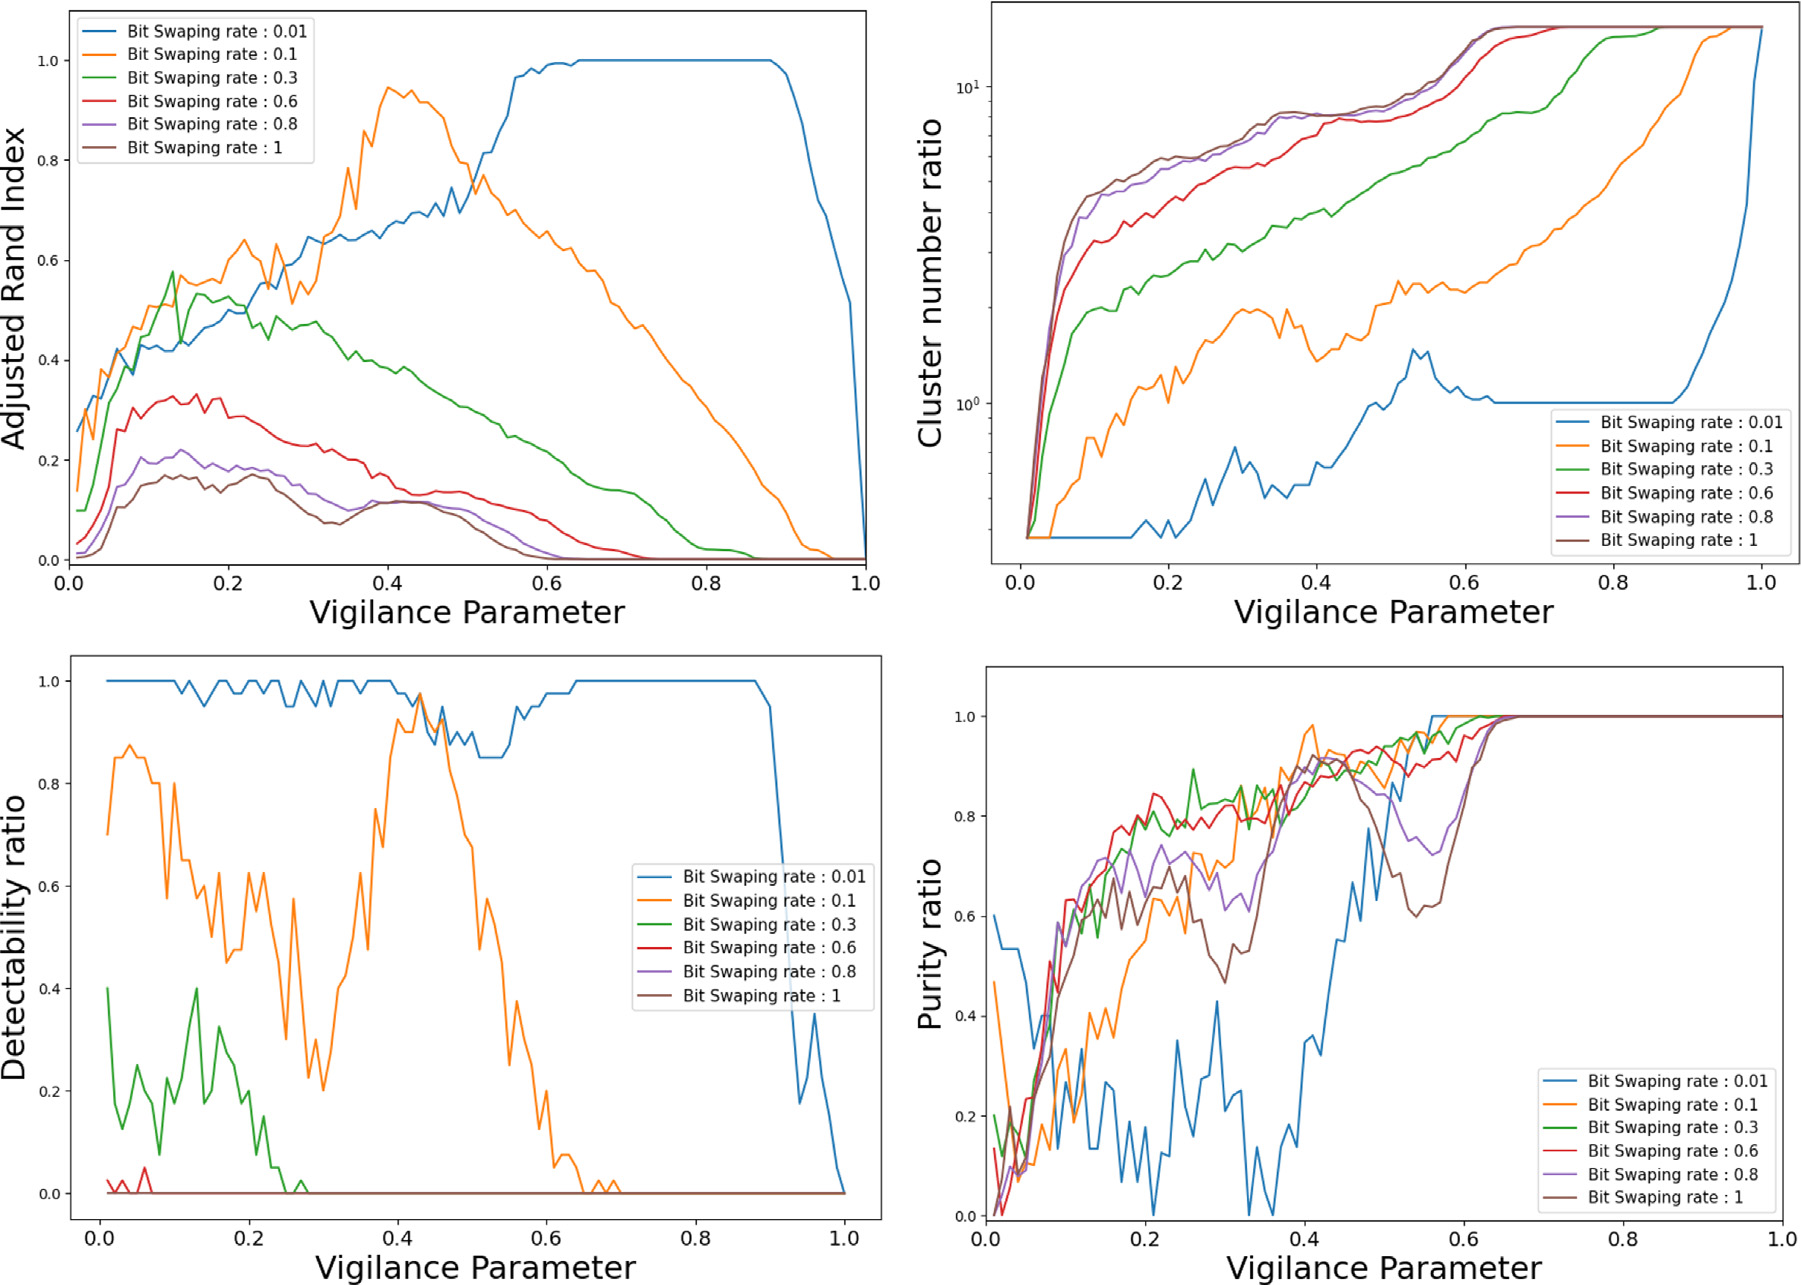 Bit Swaping rate : 0.01
Bit Swaping rate : 0.1
Bit Swaping rate : 0.3
Bit Swaping rate : 0.6
Bit Swaping rate : 0.8
Bit Swaping rate : 1
Adjusted Rand Index
1.0
0.8
0.6
0.4
0.2
0.0
0.0 0.2 0.4 0.6 0.8 1.0
Vigilance Parameter
Cluster number ratio
10¹
10⁰
Bit Swaping rate : 0.01
Bit Swaping rate : 0.1
Bit Swaping rate : 0.3
Bit Swaping rate : 0.6
Bit Swaping rate : 0.8
Bit Swaping rate : 1
0.0 0.2 0.4 0.6 0.8 1.0
Vigilance Parameter
Detectability ratio
1.0
0.8
0.6
0.4
0.2
0.0
Bit Swaping rate : 0.01
Bit Swaping rate : 0.1
Bit Swaping rate : 0.3
Bit Swaping rate : 0.6
Bit Swaping rate : 0.8
Bit Swaping rate : 1
0.0 0.2 0.4 0.6 0.8 1.0
Vigilance Parameter
Purity ratio
1.0
0.8
0.6
0.4
0.2
0.0
Bit Swaping rate : 0.01
Bit Swaping rate : 0.1
Bit Swaping rate : 0.3
Bit Swaping rate : 0.6
Bit Swaping rate : 0.8
Bit Swaping rate : 1
0.0 0.2 0.4 0.6 0.8 1.0
Vigilance Parameter